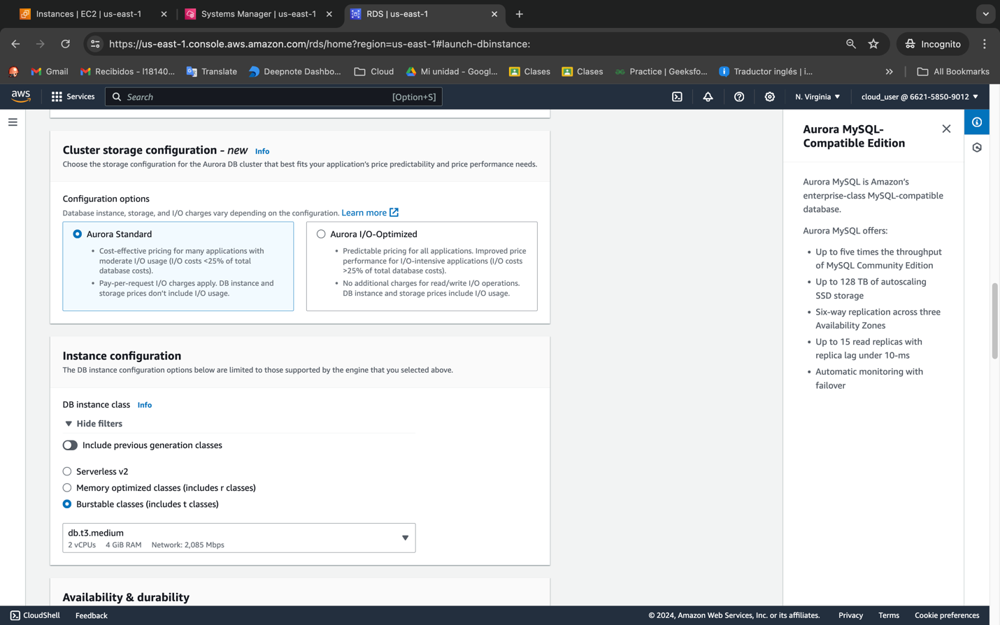 Instances | EC2 | us-east-1
Systems Manager | us-east-1
RDS | us-east-1
https://us-east-1.console.aws.amazon.com/rds/home?region=us-east-1#launch-dbinstance:
Incognito
Gmail
Recibidos - l18140...
Translate
Deepnote Dashbo...
Cloud
Mi unidad - Googl...
Clases
Clases
Practice | Geeksfo...
Traductor inglés | i...
All Bookmarks
aws
Services
Search
[Option+S]
N. Virginia
cloud_user @ 6621-5850-9012
Cluster storage configuration - new Info
Choose the storage configuration for the Aurora DB cluster that best fits your application's price predictability and price performance needs.
Configuration options
Database instance, storage, and I/O charges vary depending on the configuration. Learn more
Aurora Standard
• Cost-effective pricing for many applications with
moderate I/O usage (I/O costs <25% of total
database costs).
• Pay-per-request I/O charges apply. DB instance and
storage prices don't include I/O usage.
Aurora I/O-Optimized
• Predictable pricing for all applications. Improved price
performance for I/O-intensive applications (I/O costs
>25% of total database costs).
• No additional charges for read/write I/O operations.
DB instance and storage prices include I/O usage.
Instance configuration
The DB instance configuration options below are limited to those supported by the engine that you selected above.
DB instance class Info
Hide filters
Include previous generation classes
Serverless v2
Memory optimized classes (includes r classes)
Burstable classes (includes t classes)
db.t3.medium
2 vCPUs 4 GiB RAM Network: 2,085 Mbps
Availability & durability
Aurora MySQL-
Compatible Edition
Aurora MySQL is Amazon's
enterprise-class MySQL-compatible
database.
Aurora MySQL offers:
• Up to five times the throughput
of MySQL Community Edition
• Up to 128 TB of autoscaling
SSD storage
• Six-way replication across three
Availability Zones
• Up to 15 read replicas with
replica lag under 10-ms
• Automatic monitoring with
failover
CloudShell
Feedback
© 2024, Amazon Web Services, Inc. or its affiliates.
Privacy
Terms
Cookie preferences